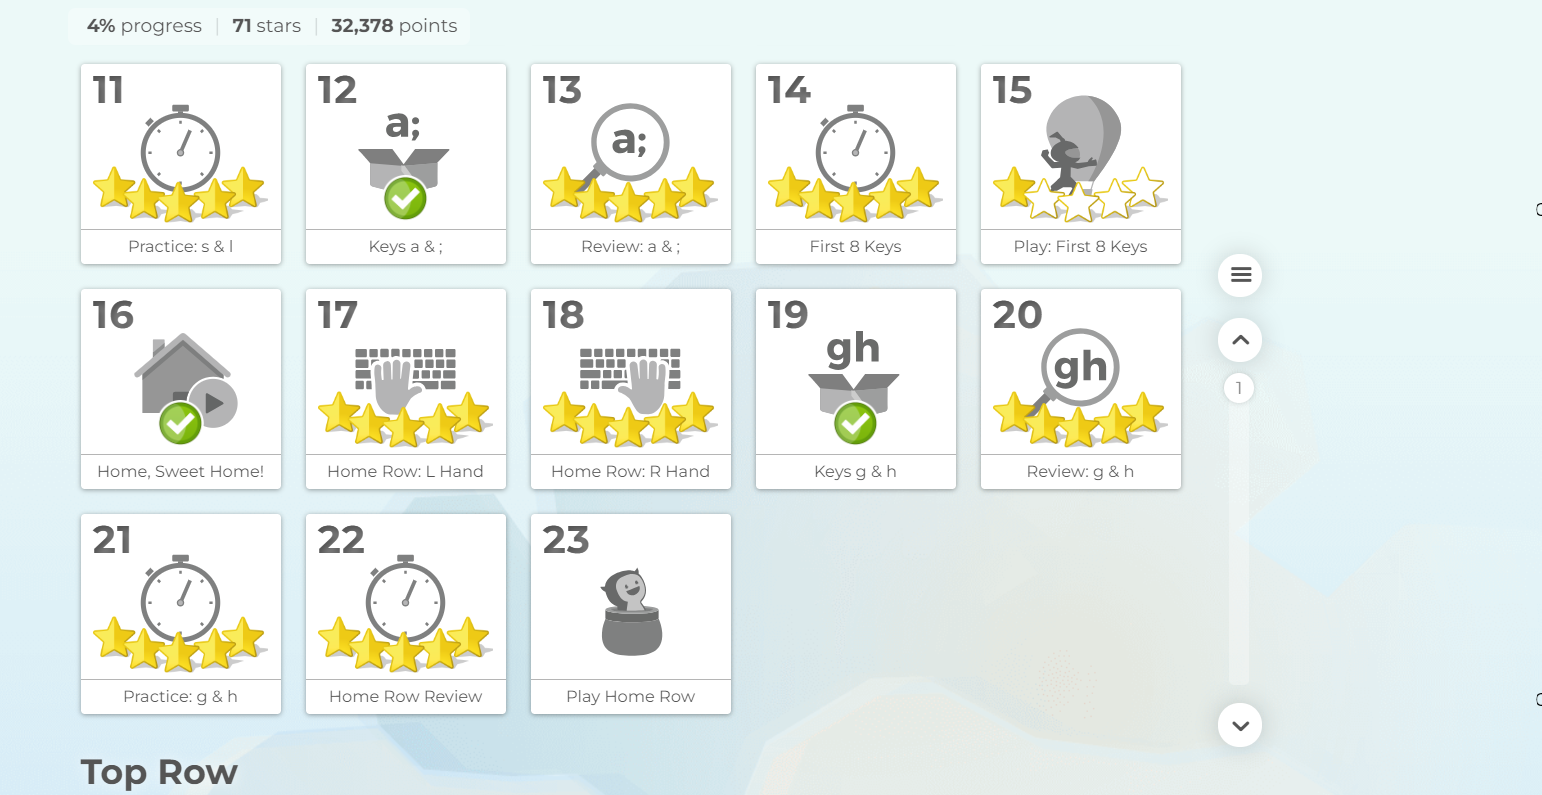 4% progress | 71 stars | 32,378 points
11 12 13 14 15
a; a;
Practice: s & l Keys a & ; Review: a & ; First 8 Keys Play: First 8 Keys
16 17 18 19 20
gh gh
1
Home, Sweet Home! Home Row: L Hand Home Row: R Hand Keys g & h Review: g & h
21 22 23
Practice: g & h Home Row Review Play Home Row
Top Row